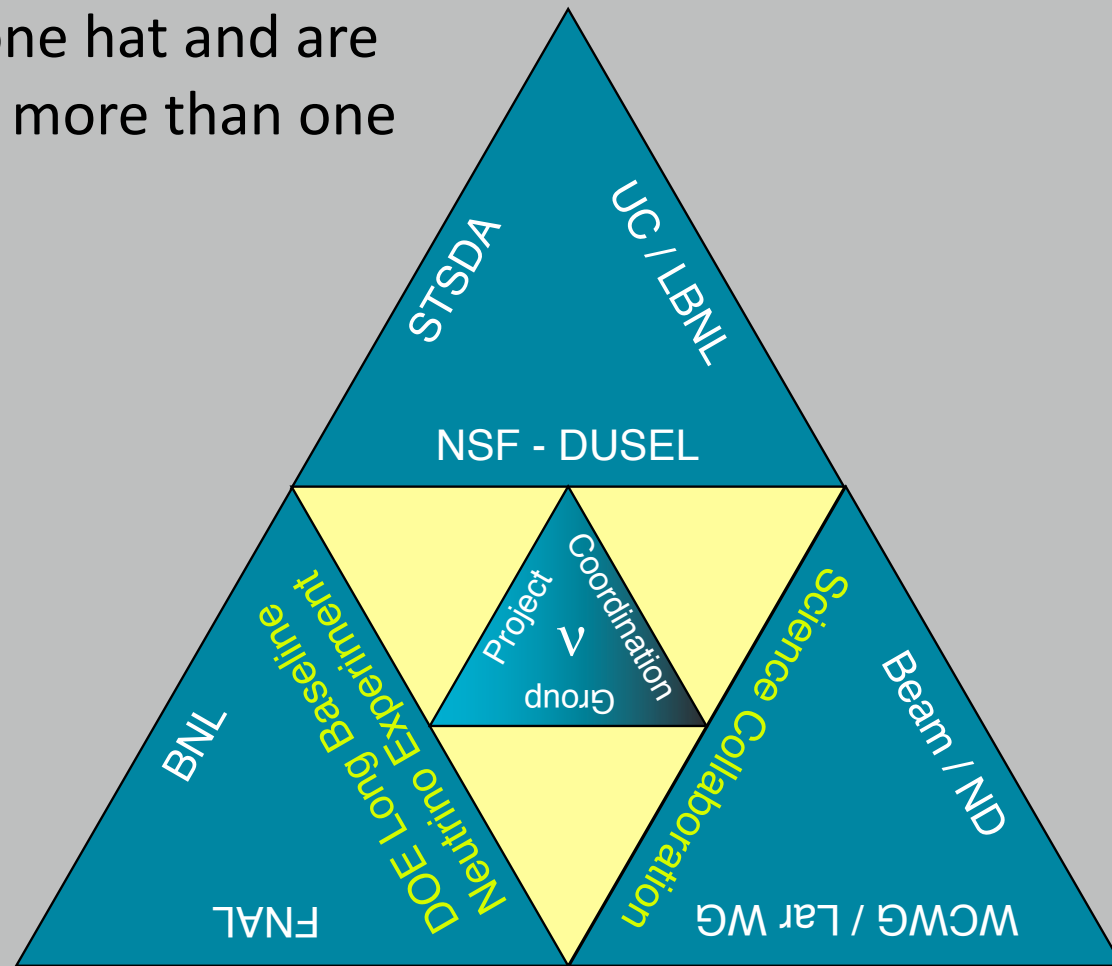 one hat and are
more than one
STSDA
UC / LBNL
NSF - DUSEL
Project
Coordination
Group
ν
BNL
DOE Long Baseline
Neutrino Experiment
FNAL
Science Collaboration
Beam / ND
WCWG / Lar WG